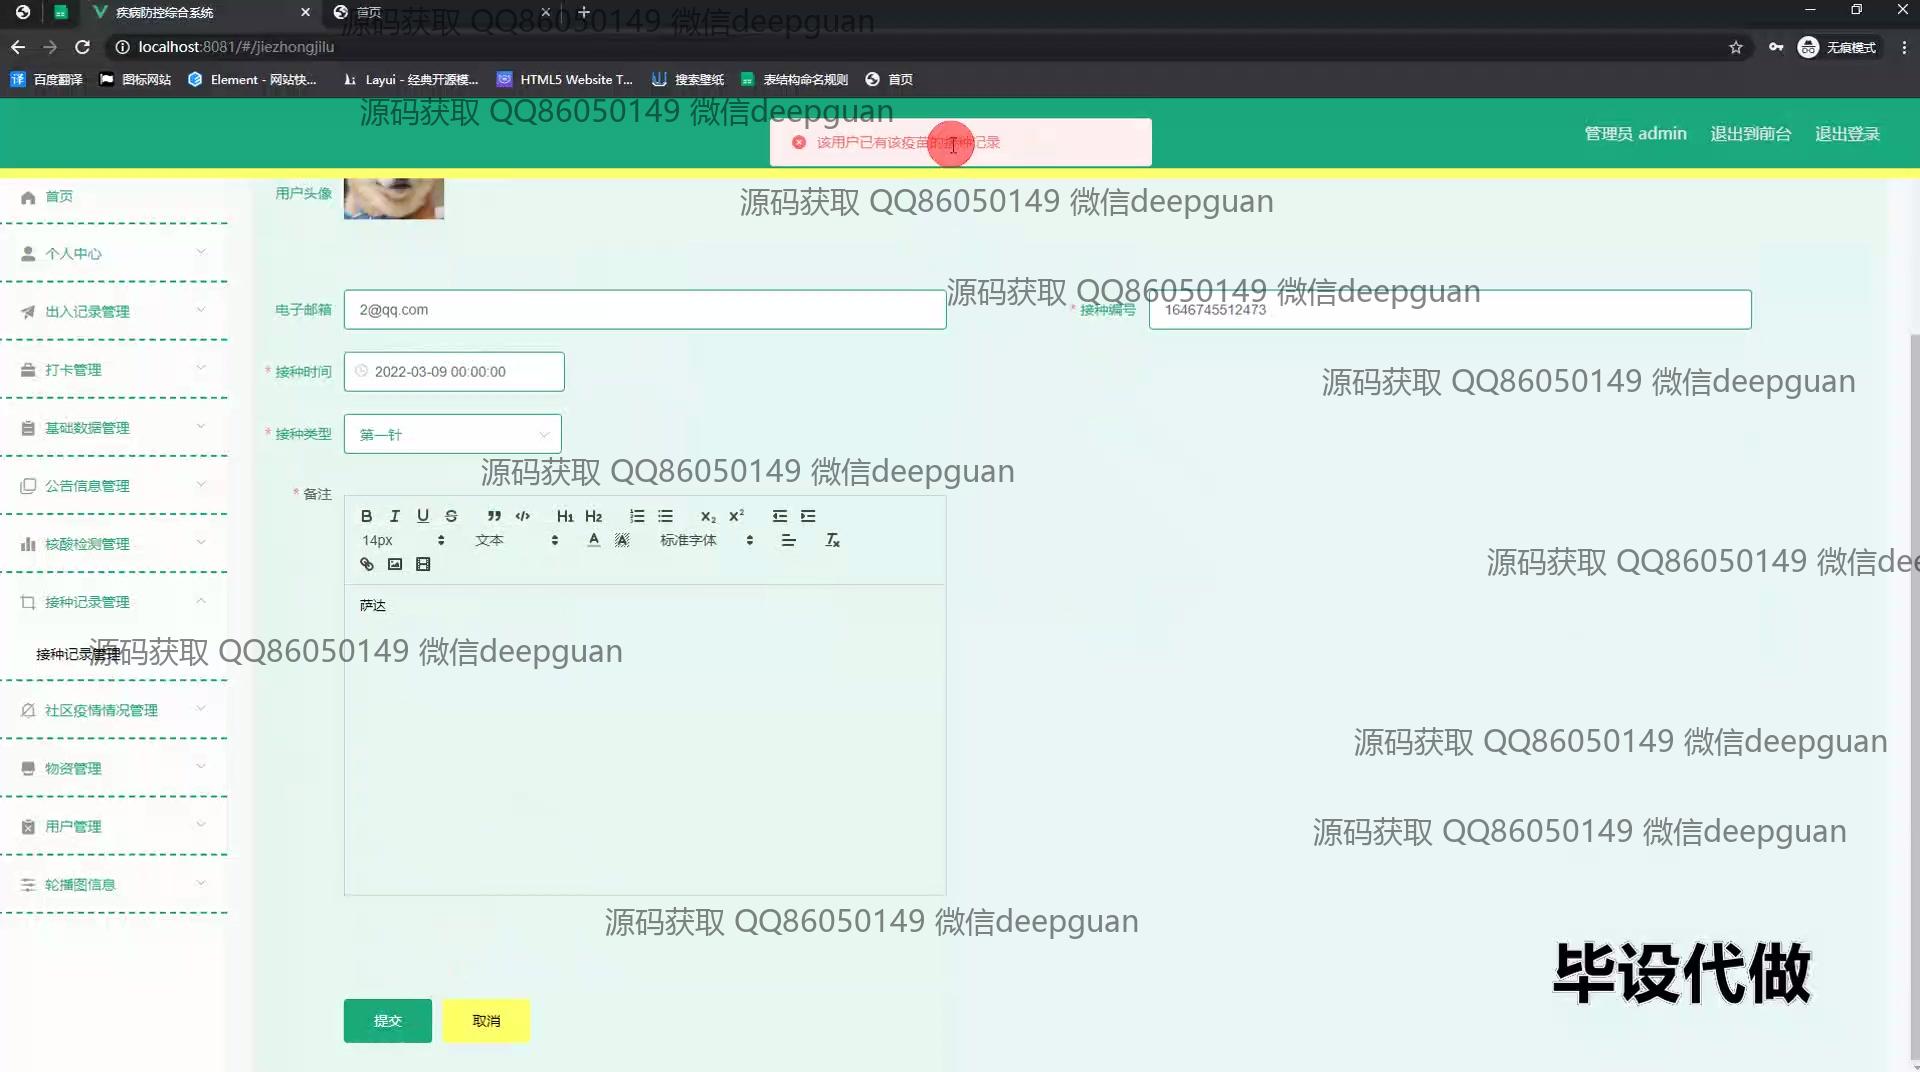 疾病防控综合系统
首页
源码获取 QQ86050149 微信deepguan
localhost:8081/#/jiezhongjilu
无痕模式
百度翻译
图标网站
Element - 网站快...
Layui - 经典开源模...
HTML5 Website T...
搜索壁纸
表结构命名规则
首页
源码获取 QQ86050149 微信deepguan
该用户已有该疫苗的接种记录
管理员 admin
退出到前台
退出登录
首页
用户头像
源码获取 QQ86050149 微信deepguan
个人中心
源码获取 QQ86050149 微信deepguan
出入记录管理
电子邮箱
2@qq.com
* 接种编号
1646745512473
打卡管理
* 接种时间
2022-03-09 00:00:00
源码获取 QQ86050149 微信deepguan
基础数据管理
* 接种类型
第一针
源码获取 QQ86050149 微信deepguan
公告信息管理
* 备注
B I U S H1 H2 X2 X2
14px
文本
A
A
标准字体
核酸检测管理
源码获取 QQ86050149 微信dee
接种记录管理
萨达
接种记录管理
源码获取 QQ86050149 微信deepguan
社区疫情情况管理
源码获取 QQ86050149 微信deepguan
物资管理
用户管理
源码获取 QQ86050149 微信deepguan
轮播图信息
源码获取 QQ86050149 微信deepguan
毕设代做
提交
取消